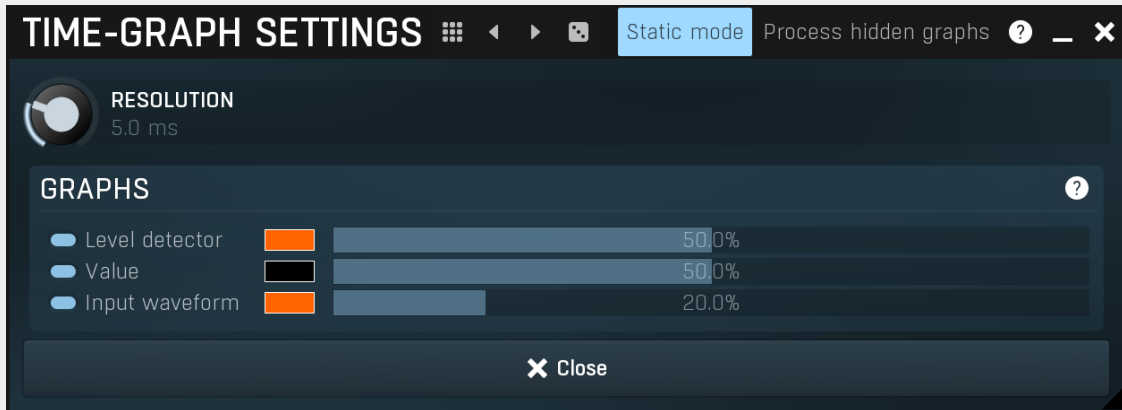 TIME-GRAPH SETTINGS Static mode Process hidden graphs ?
RESOLUTION
5.0 ms
GRAPHS ?
Level detector 50.0%
Value 50.0%
Input waveform 20.0%
Close